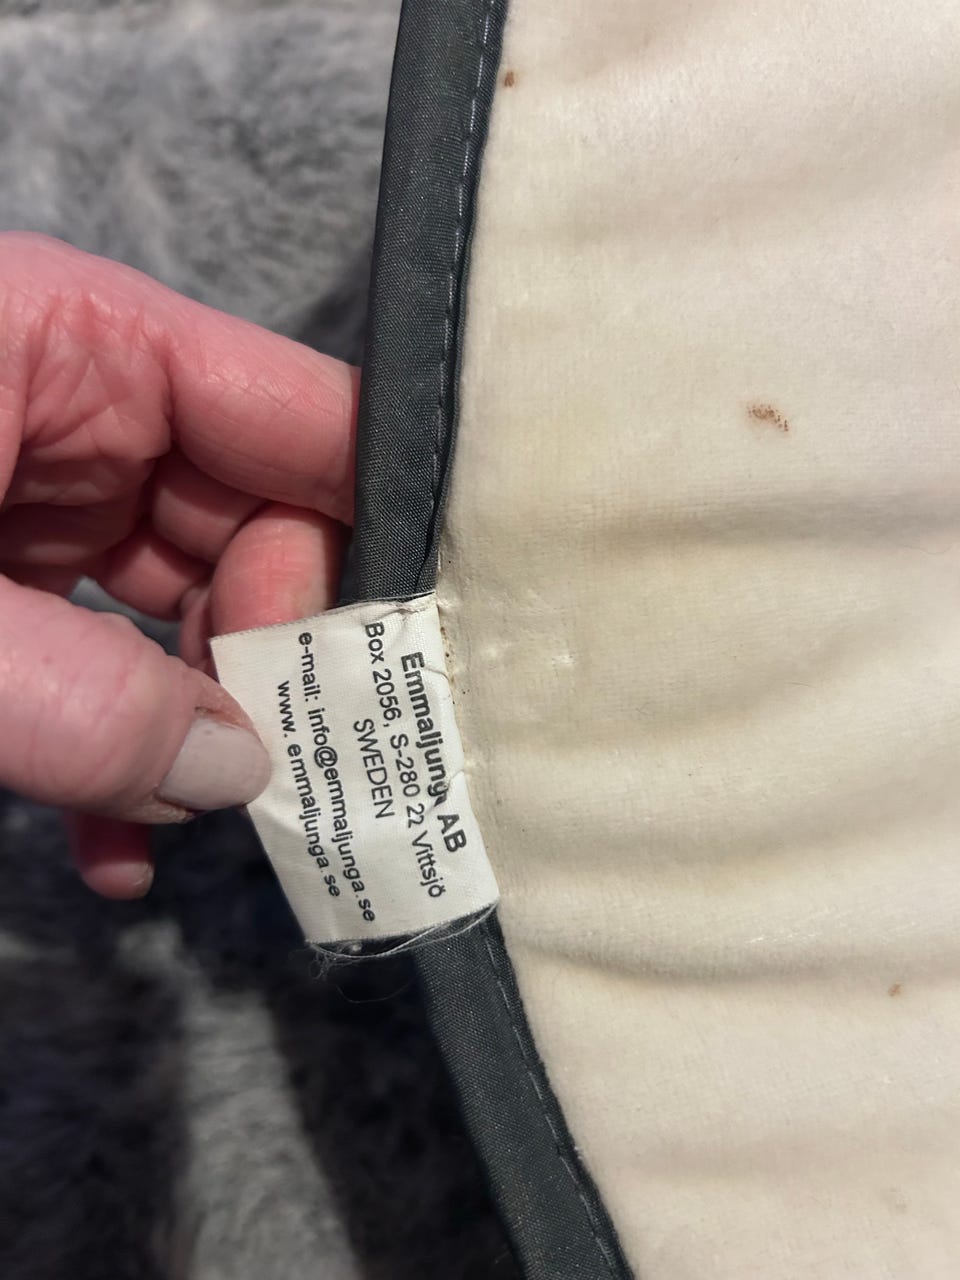 Emmaljunga AB
Box 2056, S-280 22 Vittsjö
SWEDEN
e-mail: info@emmaljunga.se
www. emmaljunga.se